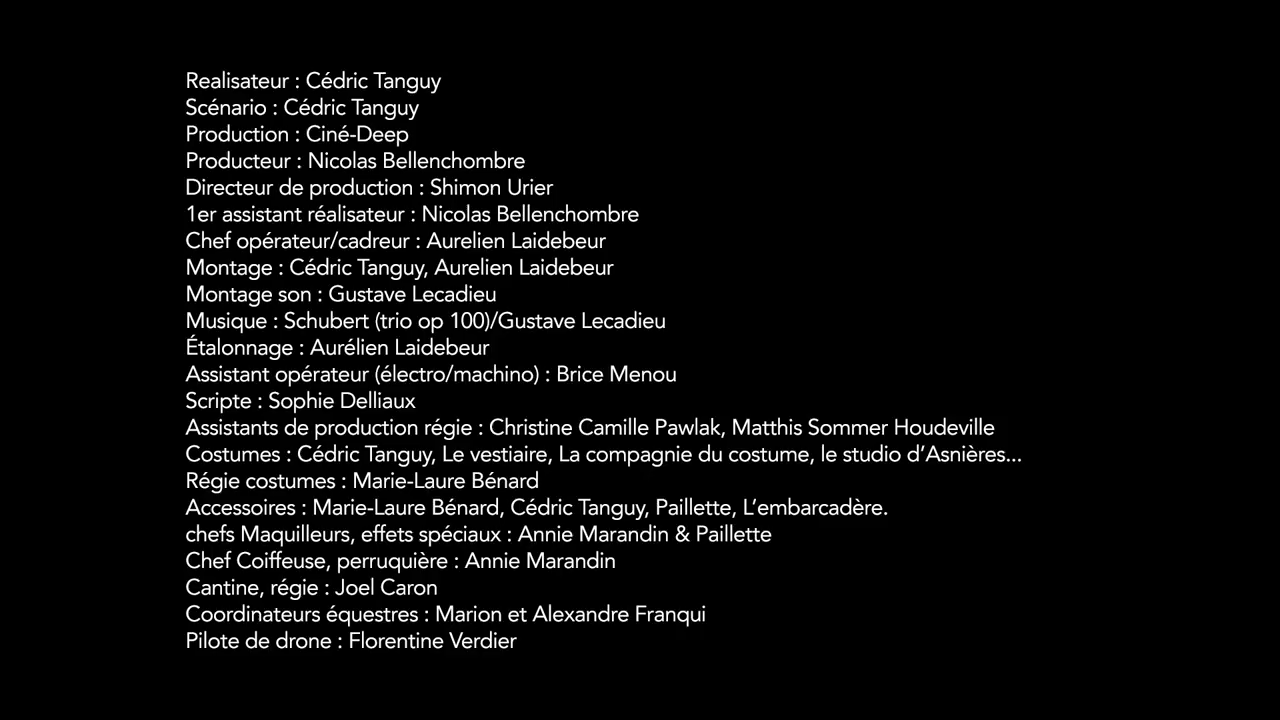 Realisateur : Cédric Tanguy
Scénario : Cédric Tanguy
Production : Ciné-Deep
Producteur : Nicolas Bellenchombre
Directeur de production : Shimon Urier
1er assistant réalisateur : Nicolas Bellenchombre
Chef opérateur/cadreur : Aurelien Laidebeur
Montage : Cédric Tanguy, Aurelien Laidebeur
Montage son : Gustave Lecadieu
Musique : Schubert (trio op 100)/Gustave Lecadieu
Étalonnage : Aurélien Laidebeur
Assistant opérateur (électro/machino) : Brice Menou
Scripte : Sophie Delliaux
Assistants de production régie : Christine Camille Pawlak, Matthis Sommer Houdeville
Costumes : Cédric Tanguy, Le vestiaire, La compagnie du costume, le studio d’Asnières...
Régie costumes : Marie-Laure Bénard
Accessoires : Marie-Laure Bénard, Cédric Tanguy, Paillette, L’embarcadère.
chefs Maquilleurs, effets spéciaux : Annie Marandin & Paillette
Chef Coiffeuse, perruquière : Annie Marandin
Cantine, régie : Joel Caron
Coordinateurs équestres : Marion et Alexandre Franqui
Pilote de drone : Florentine Verdier